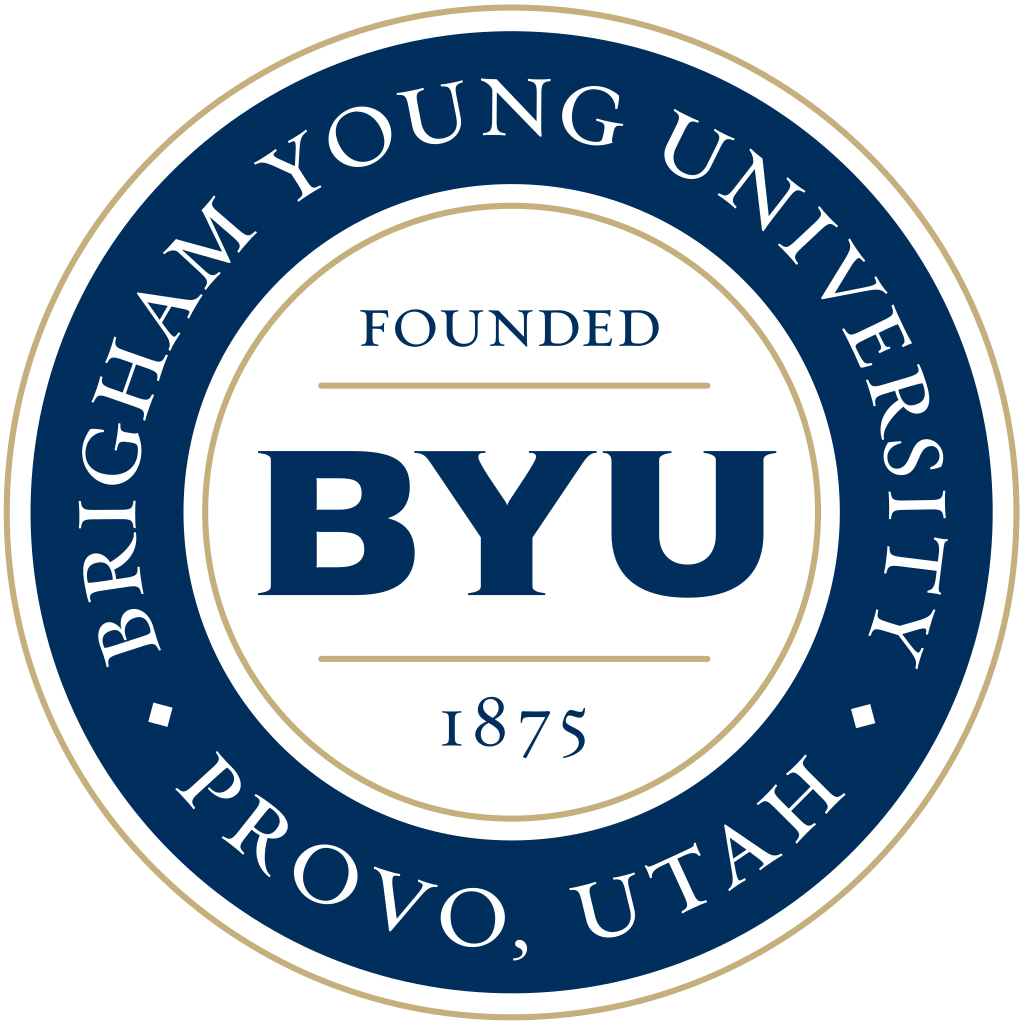 BRIGHAM YOUNG UNIVERSITY
FOUNDED
BYU
1875
PROVO, UTAH